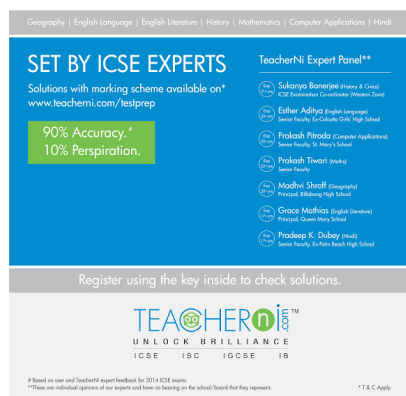 Geography | English Language | English Literature | History | Mathematics | Computer Applications | Hindi
SET BY ICSE EXPERTS
Solutions with marking scheme available on*
www.teacherni.com/testprep
90% Accuracy.#
10% Perspiration.
TeacherNi Expert Panel**
Sukanya Banerjee (History & Civics)
ICSE Examination Co-ordinator (Western Zone)
Esther Aditya (English Language)
Senior Faculty, Ex-Calcutta Girls' High School
Prakash Pitroda (Computer Applications)
Senior Faculty, St. Mary's School
Prakash Tiwari (Maths)
Senior Faculty
Madhvi Shroff (Geography)
Principal, Billabong High School
Grace Mathias (English Literature)
Principal, Queen Mary School
Pradeep K. Dubey (Hindi)
Senior Faculty, Ex-Palm Beach High School
Register using the key inside to check solutions.
TEACHERni.com™
UNLOCK BRILLIANCE
ICSE ISC IGCSE IB
# Based on user and TeacherNi expert feedback for 2014 ICSE exams.
**These are individual opinions of our experts and have no bearing on the school/board that they represent.
* T & C Apply.